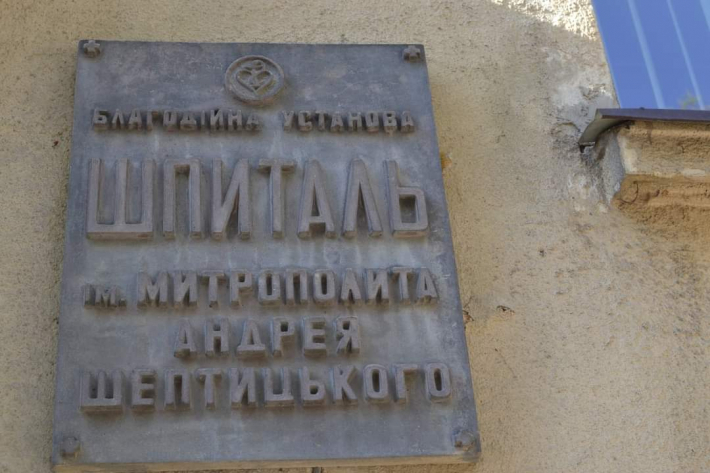 БЛАГОДІЙНА УСТАНОВА
ШПИТАЛЬ
ім. МИТРОПОЛИТА
АНДРЕЯ
ШЕПТИЦЬКОГО